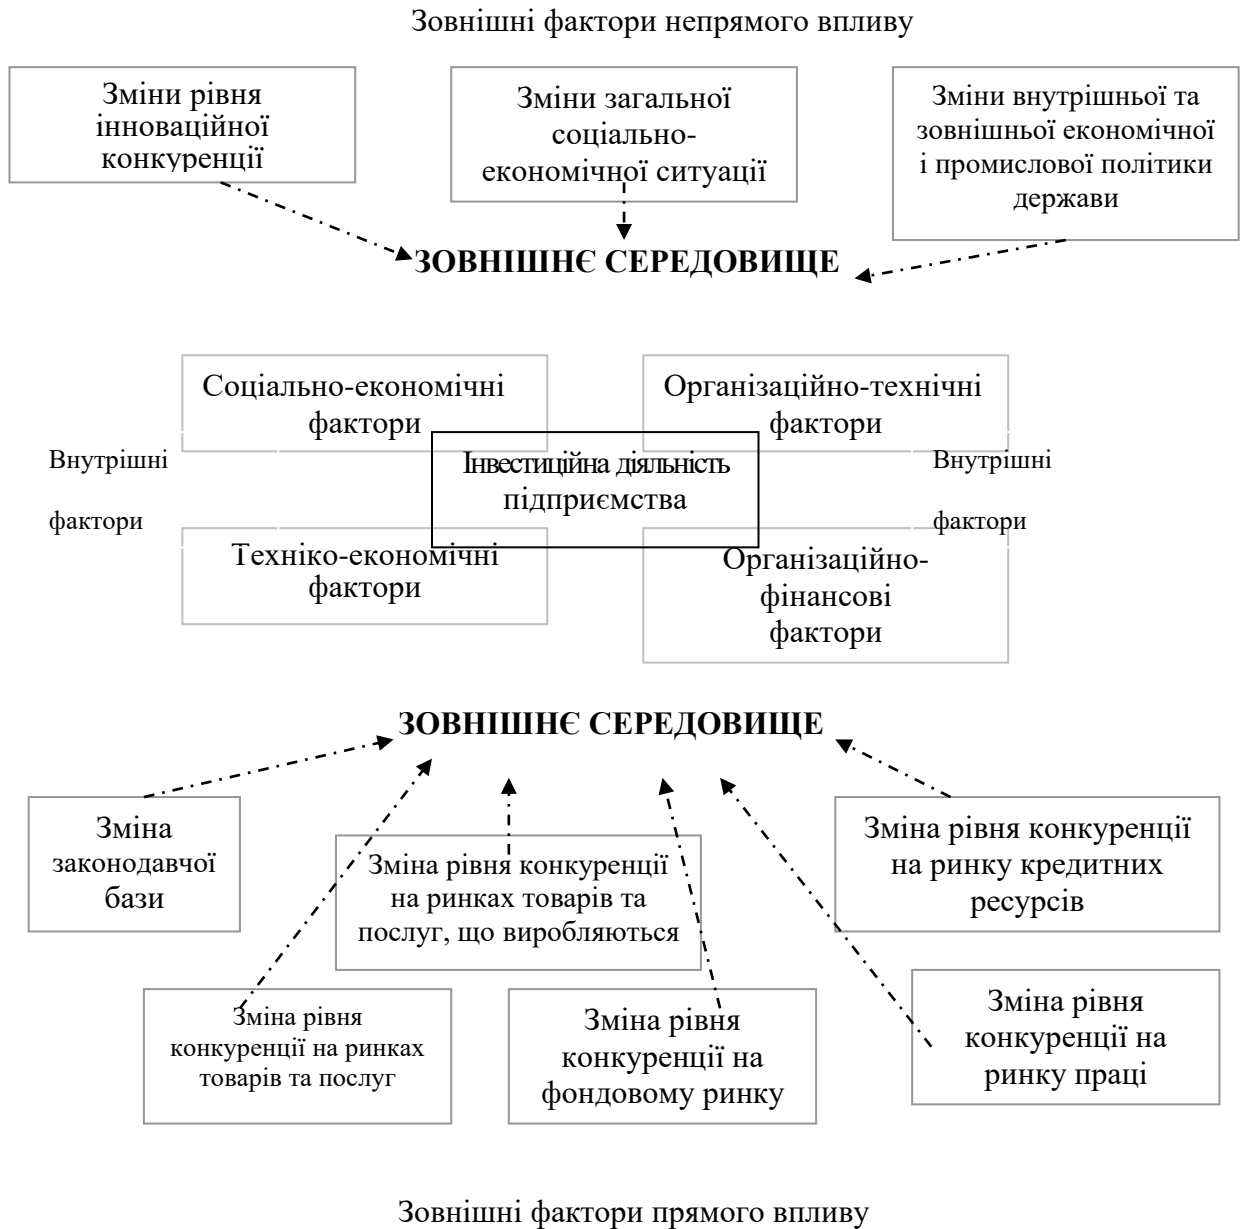 Зовнішні фактори непрямого впливу
Зміни рівня
інноваційної
конкуренції
Зміни загальної
соціально-
економічної ситуації
Зміни внутрішньої та
зовнішньої економічної
і промислової політики
держави
ЗОВНІШНЄ СЕРЕДОВИЩЕ
Соціально-економічні
фактори
Організаційно-технічні
фактори
Внутрішні
фактори
Інвестиційна діяльність
підприємства
Внутрішні
фактори
Техніко-економічні
фактори
Організаційно-
фінансові
фактори
ЗОВНІШНЄ СЕРЕДОВИЩЕ
Зміна
законодавчої
бази
Зміна рівня конкуренції
на ринках товарів та
послуг, що виробляються
Зміна рівня конкуренції
на ринку кредитних
ресурсів
Зміна рівня
конкуренції на ринках
товарів та послуг
Зміна рівня
конкуренції на
фондовому ринку
Зміна рівня
конкуренції на
ринку праці
Зовнішні фактори прямого впливу